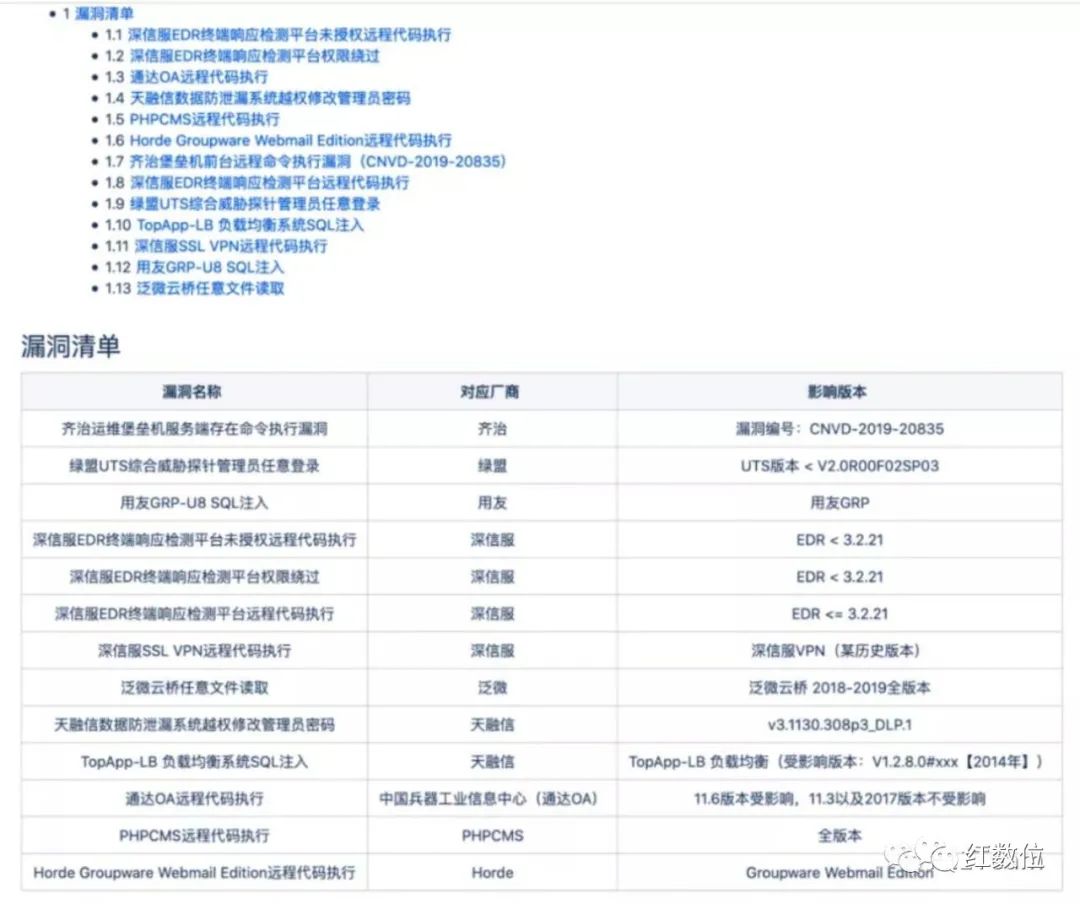 1 漏洞清单
1.1 深信服EDR终端响应检测平台未授权远程代码执行
1.2 深信服EDR终端响应检测平台权限绕过
1.3 通达OA远程代码执行
1.4 天融信数据防泄漏系统越权修改管理员密码
1.5 PHPCMS远程代码执行
1.6 Horde Groupware Webmail Edition远程代码执行
1.7 齐治堡垒机前台远程命令执行漏洞（CNVD-2019-20835）
1.8 深信服EDR终端响应检测平台远程代码执行
1.9 绿盟UTS综合威胁探针管理员任意登录
1.10 TopApp-LB 负载均衡系统SQL注入
1.11 深信服SSL VPN远程代码执行
1.12 用友GRP-U8 SQL注入
1.13 泛微云桥任意文件读取
漏洞清单
漏洞名称 对应厂商 影响版本
齐治运维堡垒机服务端存在命令执行漏洞 齐治 漏洞编号：CNVD-2019-20835
绿盟UTS综合威胁探针管理员任意登录 绿盟 UTS版本 < V2.0R00F02SP03
用友GRP-U8 SQL注入 用友 用友GRP
深信服EDR终端响应检测平台未授权远程代码执行 深信服 EDR < 3.2.21
深信服EDR终端响应检测平台权限绕过 深信服 EDR < 3.2.21
深信服EDR终端响应检测平台远程代码执行 深信服 EDR <= 3.2.21
深信服SSL VPN远程代码执行 深信服 深信服VPN（某历史版本）
泛微云桥任意文件读取 泛微 泛微云桥 2018-2019全版本
天融信数据防泄漏系统越权修改管理员密码 天融信 v3.1130.308p3_DLP.1
TopApp-LB 负载均衡系统SQL注入 天融信 TopApp-LB 负载均衡（受影响版本：V1.2.8.0#xxx【2014年】）
通达OA远程代码执行 中国兵器工业信息中心（通达OA） 11.6版本受影响，11.3以及2017版本不受影响
PHPCMS远程代码执行 PHPCMS 全版本
Horde Groupware Webmail Edition远程代码执行 Horde Groupware Webmail Edition
红数位